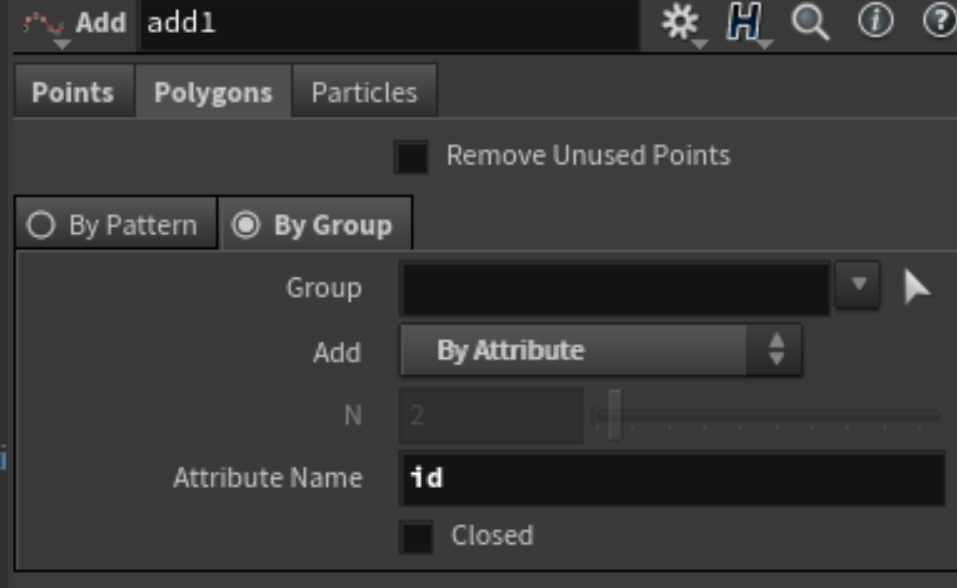 Add add1
Points Polygons Particles
Remove Unused Points
By Pattern By Group
Group
Add By Attribute
N 2
Attribute Name id
Closed